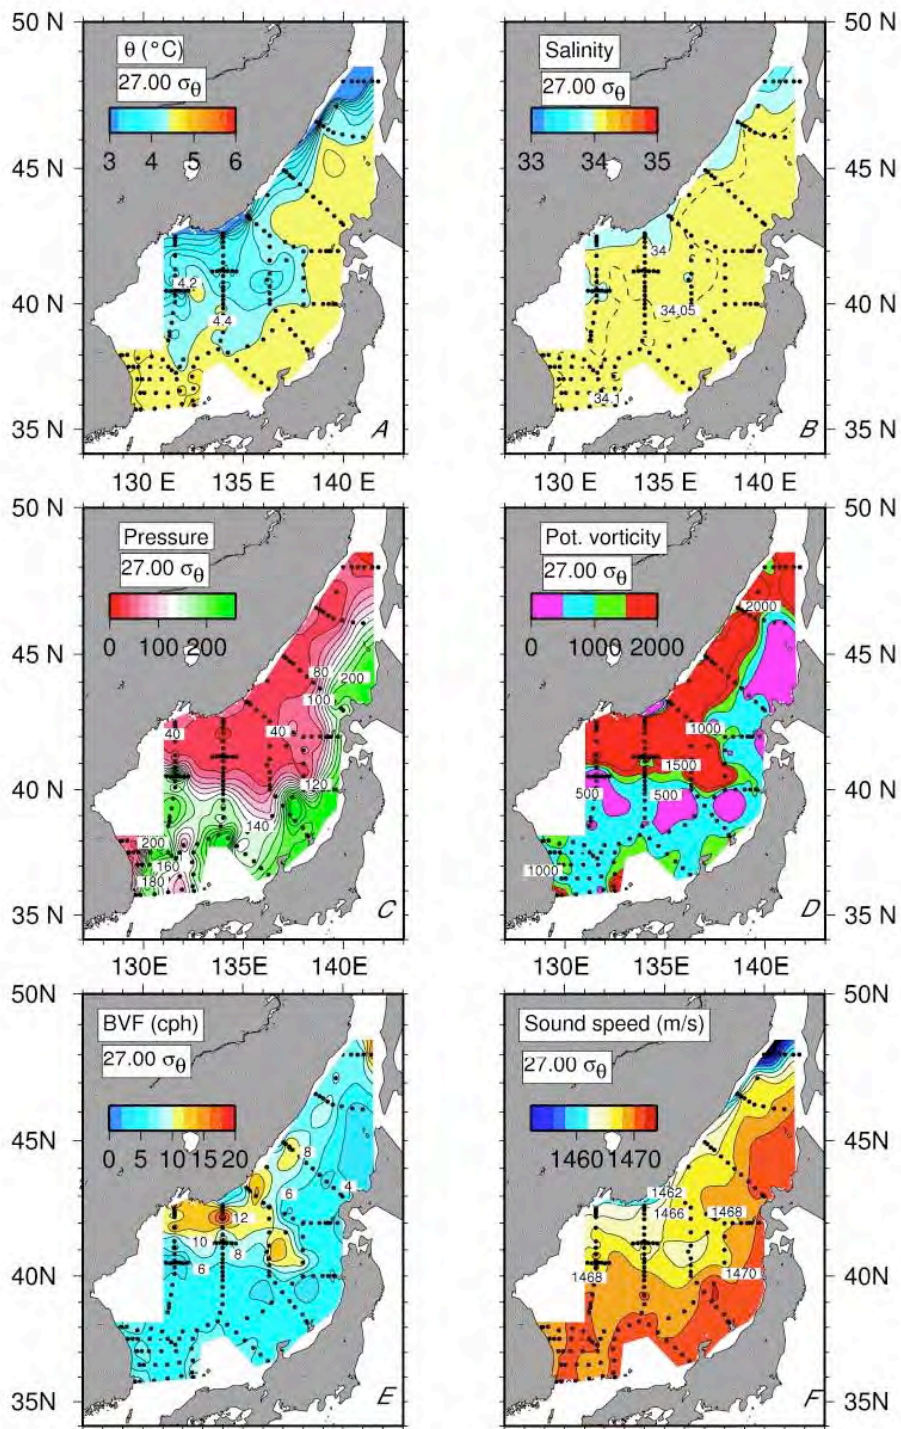 50 N
50 N
θ (°C)
27.00 σθ
3 4 5 6
Salinity
27.00 σθ
33 34 35
45 N
45 N
4.2
4.4
34
34.05
34.1
40 N
40 N
35 N
35 N
A
B
130 E 135 E 140 E
50 N
50 N
Pressure
27.00 σθ
0 100 200
Pot. vorticity
27.00 σθ
0 1000 2000
2000
45 N
45 N
80
200
100
40
40
120
140
200
160
180
1000
1500
500
500
1000
40 N
40 N
35 N
35 N
C
D
130E 135E 140E
130E 135E 140E
50N
50N
BVF (cph)
27.00 σθ
0 5 10 15 20
Sound speed (m/s)
27.00 σθ
1460 1470
45N
45N
8
6
4
12
10
8
6
1462
1466
1468
1468
1470
40N
40N
35N
35N
E
F